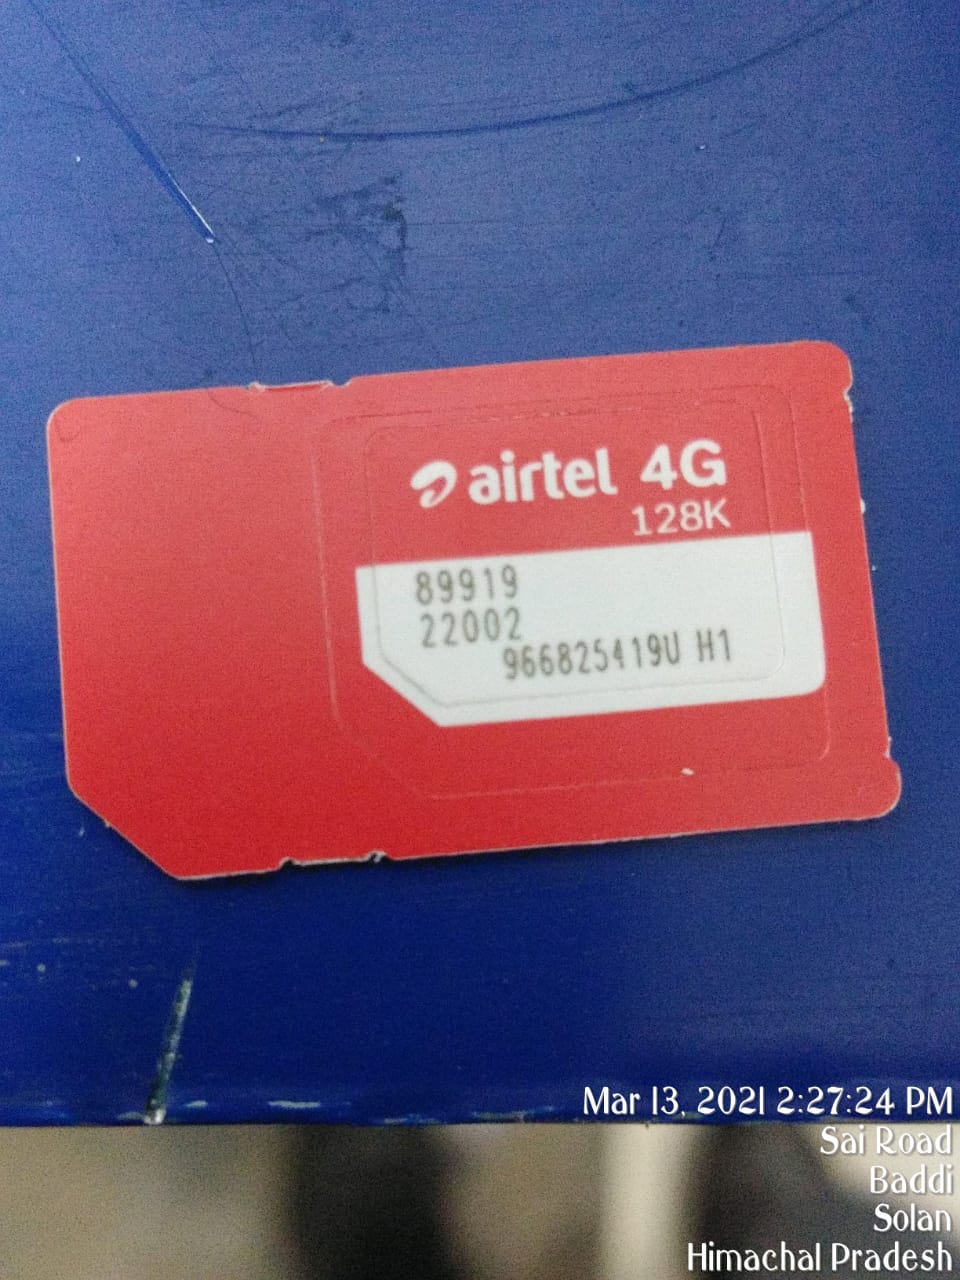 airtel 4G
128K
89919
22002
966825419U H1
Mar 13, 2021 2:27:24 PM
Sai Road
Baddi
Solan
Himachal Pradesh